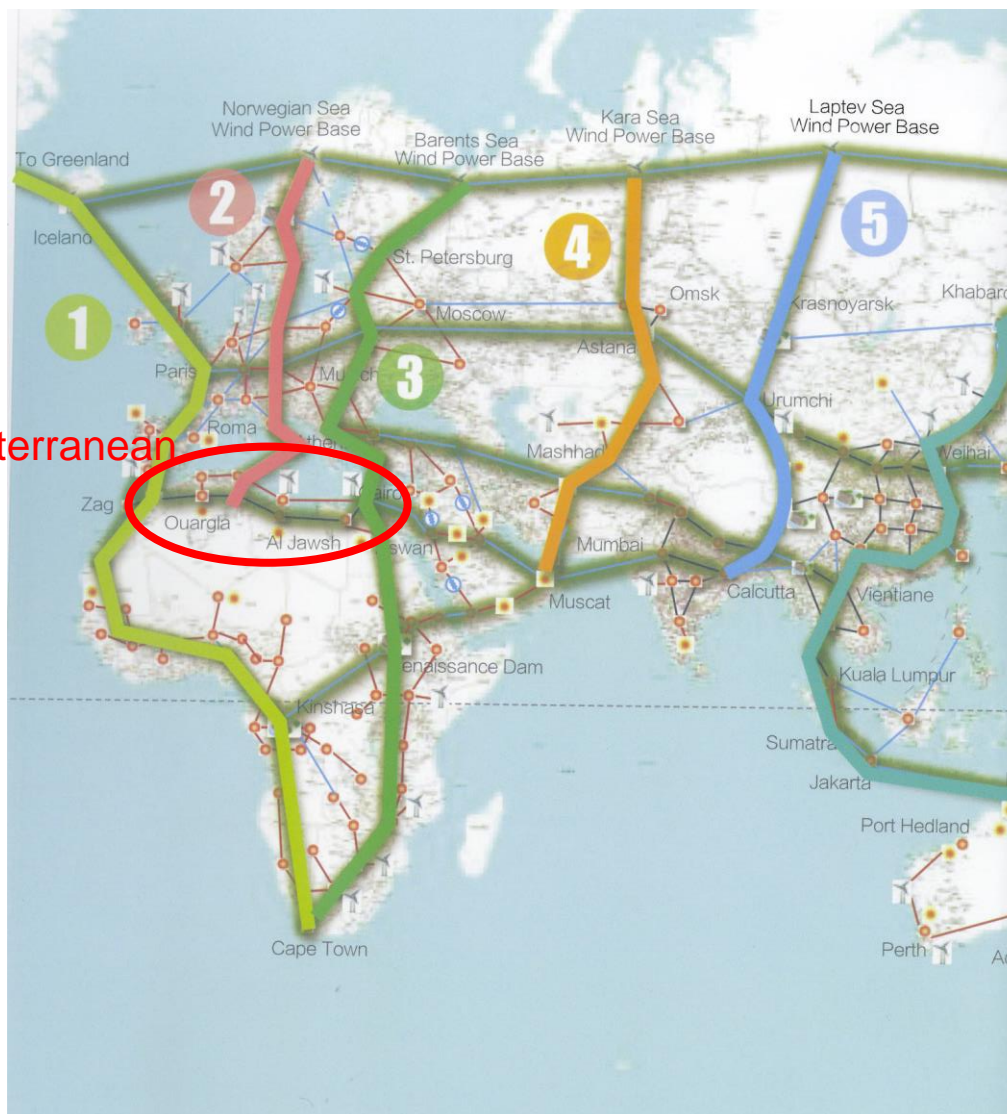 Norwegian Sea
Wind Power Base
Barents Sea
Wind Power Base
Kara Sea
Wind Power Base
Laptev Sea
Wind Power Base
To Greenland
2
4
5
Iceland
St. Petersburg
Omsk
Krasnoyarsk
Khabaro
1
Moscow
Astana
Paris
3
Urumchi
Roma
terranean
Mashhad
Weihai
Zag
Cairo
Ouargla
Al Jawsh
Mumbai
Muscat
Calcutta
Vientiane
Renaissance Dam
Kuala Lumpur
Kinshasa
Sumatra
Jakarta
Port Hedland
Cape Town
Perth